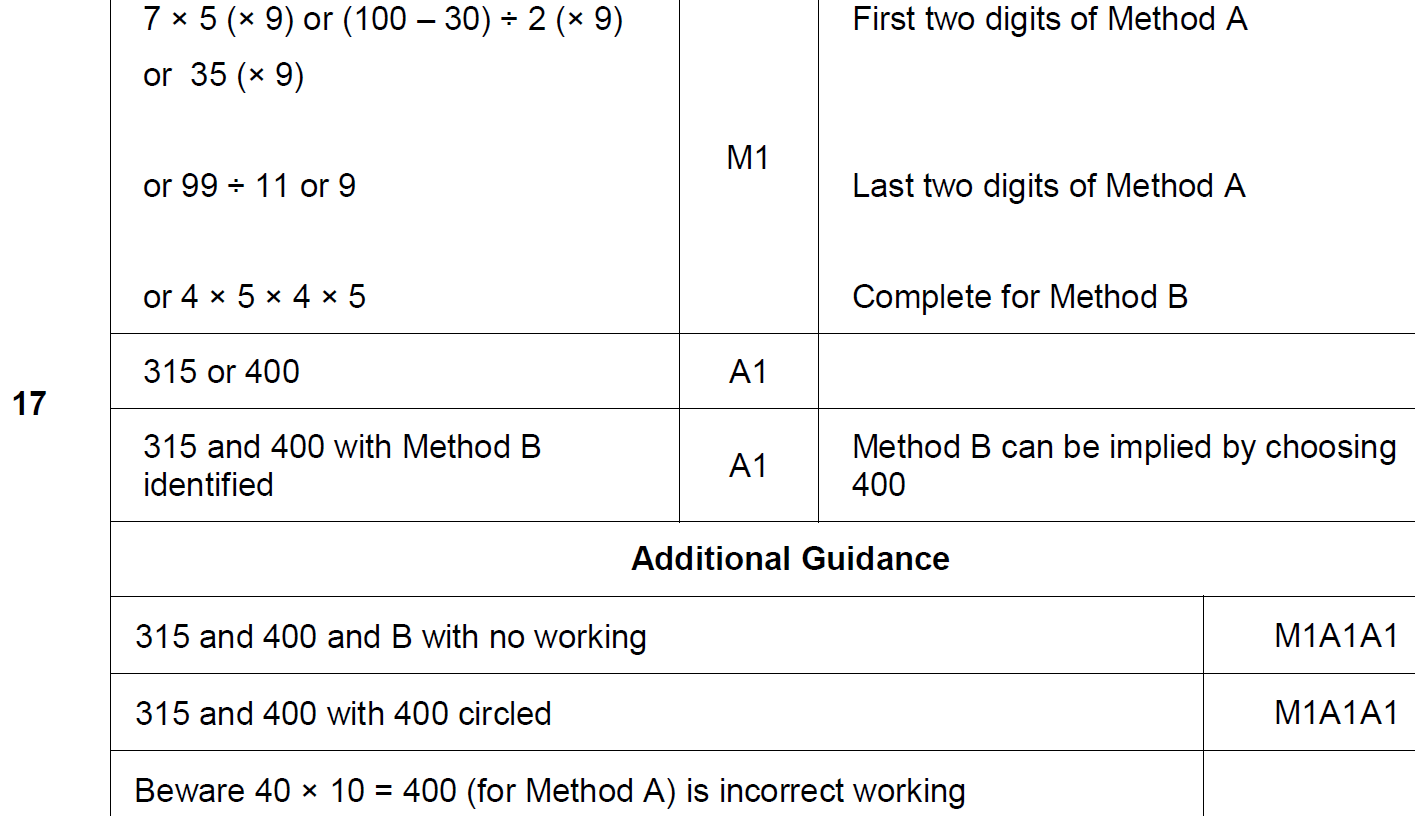 7 × 5 (× 9) or (100 – 30) ÷ 2 (× 9)
or 35 (× 9)
First two digits of Method A
M1
or 99 ÷ 11 or 9
Last two digits of Method A
or 4 × 5 × 4 × 5
Complete for Method B
315 or 400
A1
17
315 and 400 with Method B
identified
A1
Method B can be implied by choosing
400
Additional Guidance
315 and 400 and B with no working
M1A1A1
315 and 400 with 400 circled
M1A1A1
Beware 40 × 10 = 400 (for Method A) is incorrect working